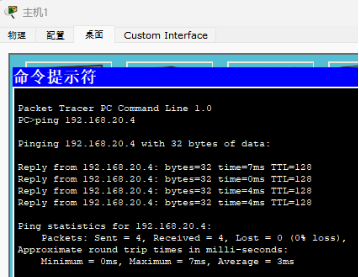 主机1
物理 配置 桌面 Custom Interface
命令提示符
Packet Tracer PC Command Line 1.0
PC>ping 192.168.20.4
Pinging 192.168.20.4 with 32 bytes of data:
Reply from 192.168.20.4: bytes=32 time=7ms TTL=128
Reply from 192.168.20.4: bytes=32 time=0ms TTL=128
Reply from 192.168.20.4: bytes=32 time=4ms TTL=128
Reply from 192.168.20.4: bytes=32 time=4ms TTL=128
Ping statistics for 192.168.20.4:
Packets: Sent = 4, Received = 4, Lost = 0 (0% loss),
Approximate round trip times in milli-seconds:
Minimum = 0ms, Maximum = 7ms, Average = 3ms